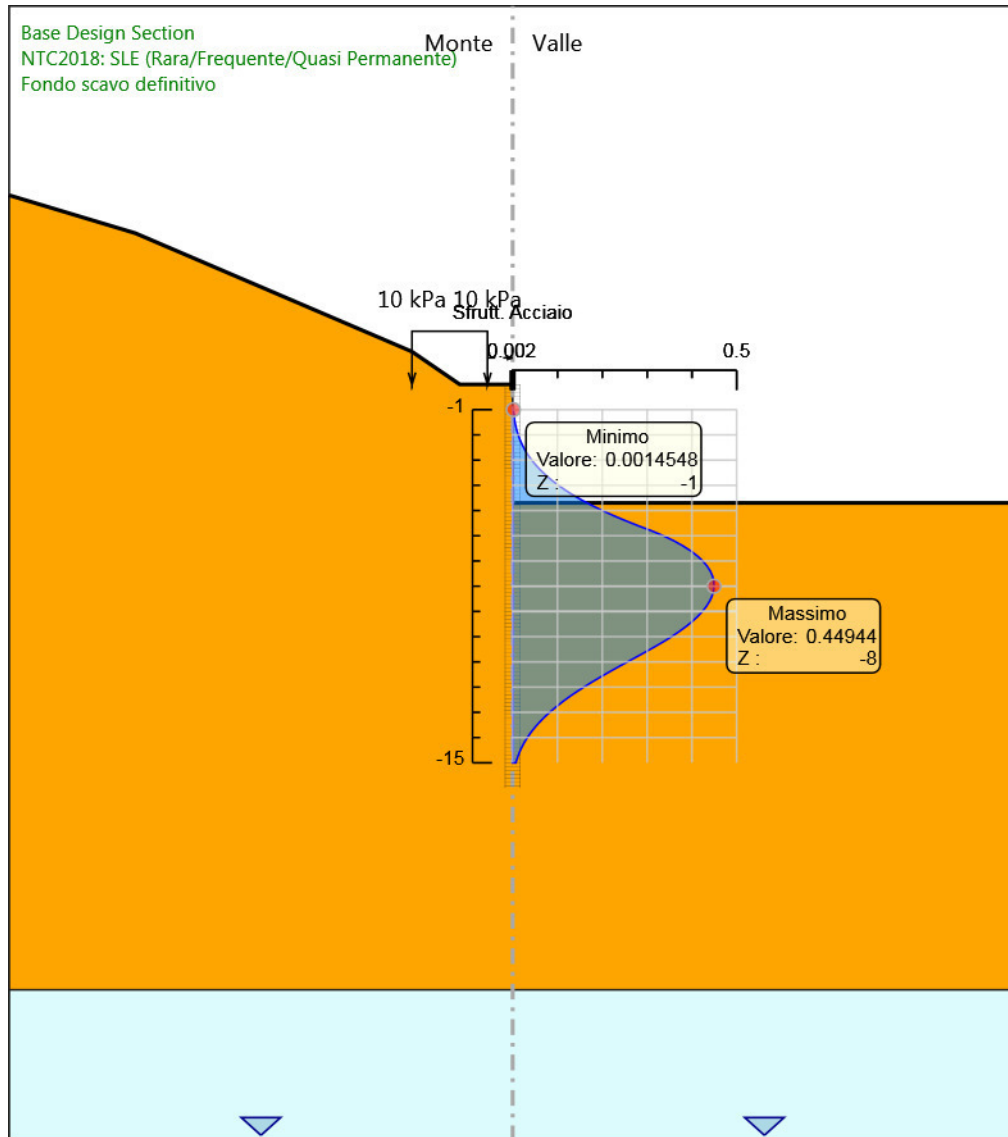 Base Design Section
NTC2018: SLE (Rara/Frequente/Quasi Permanente)
Fondo scavo definitivo
Monte
Valle
10 kPa
10 kPa
Sfrutt. Acciaio
0.002
0.5
-1
Minimo
Valore: 0.0014548
Z : -1
Massimo
Valore: 0.44944
Z : -8
-15